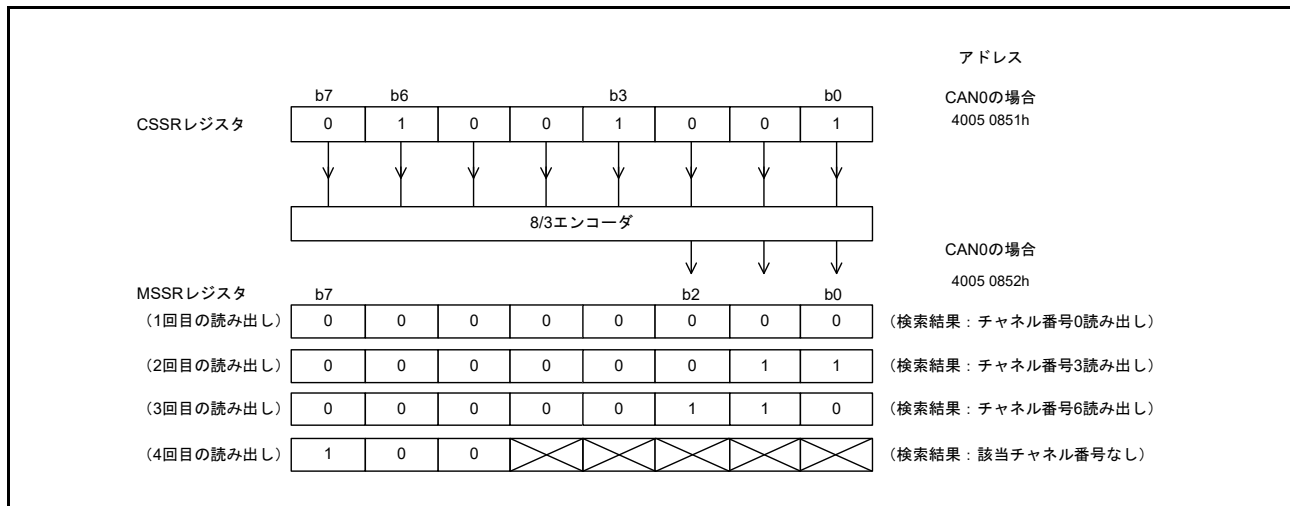 アドレス
b7 b6 b3 b0 CAN0の場合
CSSRレジスタ 0 1 0 0 1 0 0 1 4005 0851h
8/3エンコーダ
CAN0の場合
4005 0852h
MSSRレジスタ b7 b2 b0
(1回目の読み出し) 0 0 0 0 0 0 0 0 (検索結果:チャネル番号0読み出し)
(2回目の読み出し) 0 0 0 0 0 0 1 1 (検索結果:チャネル番号3読み出し)
(3回目の読み出し) 0 0 0 0 0 1 1 0 (検索結果:チャネル番号6読み出し)
(4回目の読み出し) 1 0 0 (検索結果:該当チャネル番号なし)